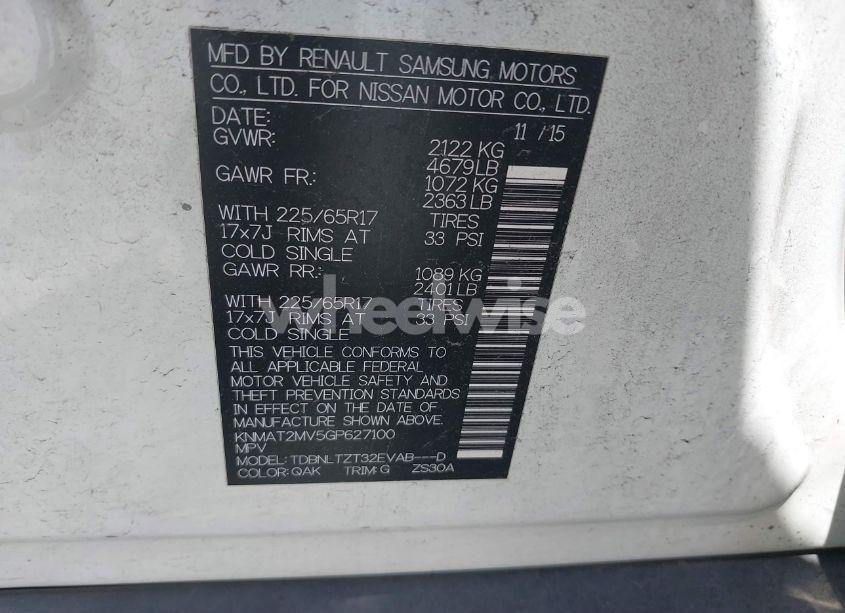 MFD BY RENAULT SAMSUNG MOTORS
CO., LTD. FOR NISSAN MOTOR CO., LTD.
DATE: 11 / 15
GVWR: 2122 KG
4679 LB
GAWR FR.: 1072 KG
2363 LB
WITH 225/65R17 TIRES
17x7J RIMS AT 33 PSI
COLD SINGLE
GAWR RR.: 1089 KG
2401 LB
WITH 225/65R17 TIRES
17x7J RIMS AT 33 PSI
COLD SINGLE
THIS VEHICLE CONFORMS TO
ALL APPLICABLE FEDERAL
MOTOR VEHICLE SAFETY AND
THEFT PREVENTION STANDARDS
IN EFFECT ON THE DATE OF
MANUFACTURE SHOWN ABOVE.
KNMAT2MV5GP627100
MPV
MODEL: TDBNLTZT32EVAB---D
COLOR: QAK TRIM: G ZS30A
wheelwise